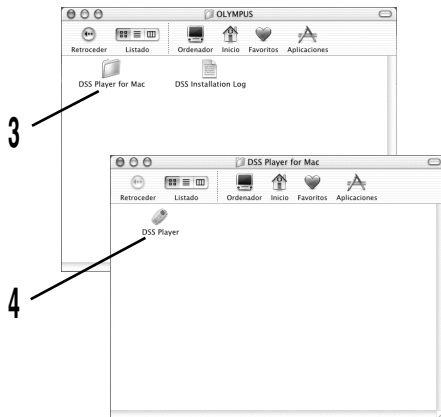 OLYMPUS
Retroceder Listado Ordenador Inicio Favoritos Aplicaciones
DSS Player for Mac DSS Installation Log
3
DSS Player for Mac
Retroceder Listado Ordenador Inicio Favoritos Aplicaciones
DSS Player
4